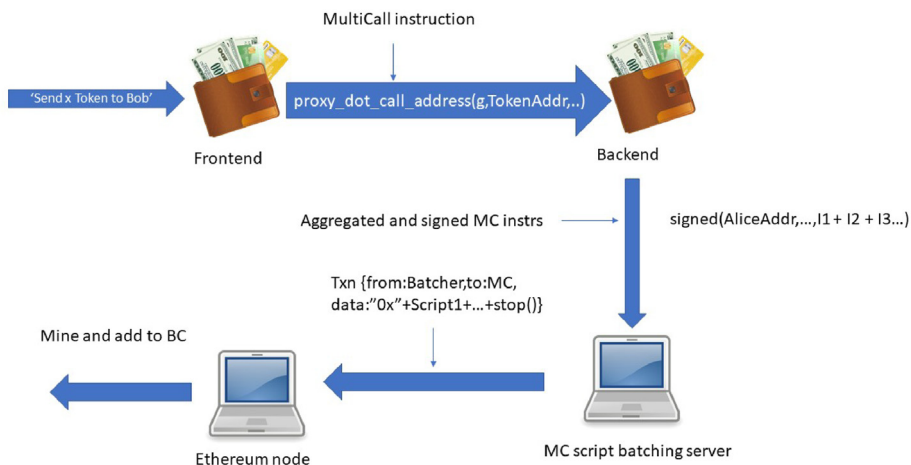 MultiCall instruction
'Send x Token to Bob'
proxy_dot_call_address(g,TokenAddr,..)
Frontend
Backend
Aggregated and signed MC instrs
signed(AliceAddr,...,I1 + I2 + I3...)
Txn {from:Batcher,to:MC,
data:"0x"+Script1+...+stop()}
Mine and add to BC
Ethereum node
MC script batching server